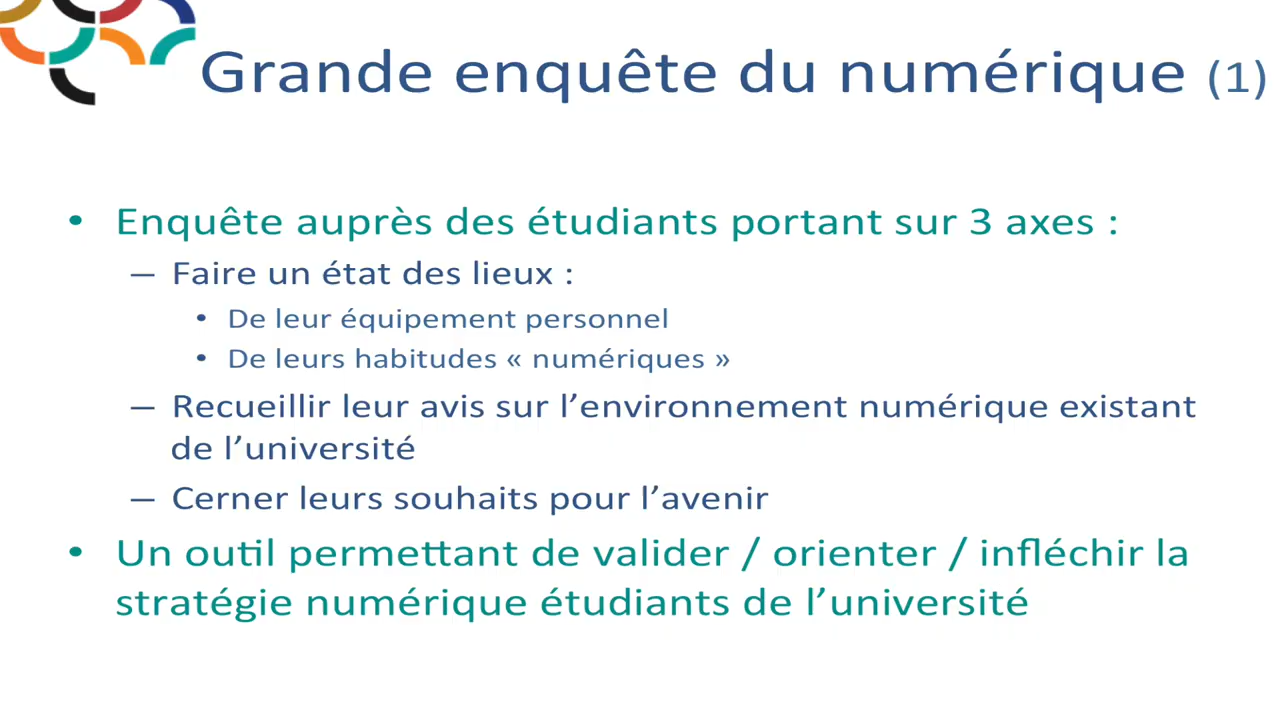 Grande enquête du numérique (1)
• Enquête auprès des étudiants portant sur 3 axes :
– Faire un état des lieux :
• De leur équipement personnel
• De leurs habitudes « numériques »
– Recueillir leur avis sur l’environnement numérique existant
de l’université
– Cerner leurs souhaits pour l’avenir
• Un outil permettant de valider / orienter / infléchir la
stratégie numérique étudiants de l’université